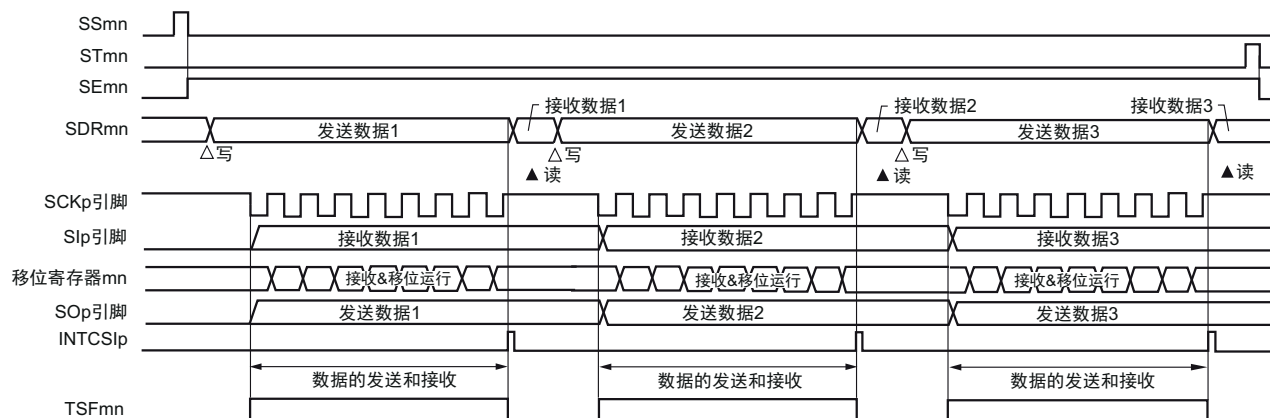 SSmn
STmn
SEmn
接收数据1 接收数据2 接收数据3
SDRmn 发送数据1 发送数据2 发送数据3
△写 △写 △写
▲读 ▲读 ▲读
SCKp引脚
SIp引脚 接收数据1 接收数据2 接收数据3
移位寄存器mn 接收&移位运行 接收&移位运行 接收&移位运行
SOp引脚 发送数据1 发送数据2 发送数据3
INTCSIp
数据的发送和接收 数据的发送和接收 数据的发送和接收
TSFmn